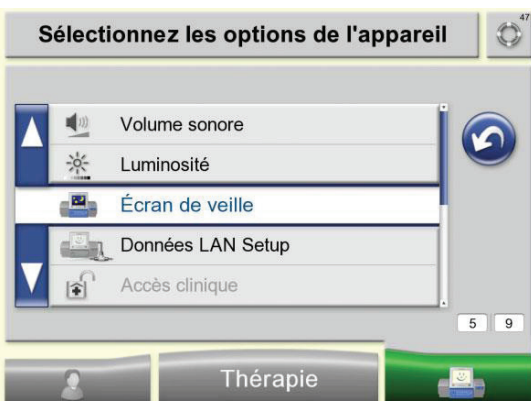 Sélectionnez les options de l'appareil
47
Volume sonore
Luminosité
Écran de veille
Données LAN Setup
Accès clinique
5 9
Thérapie